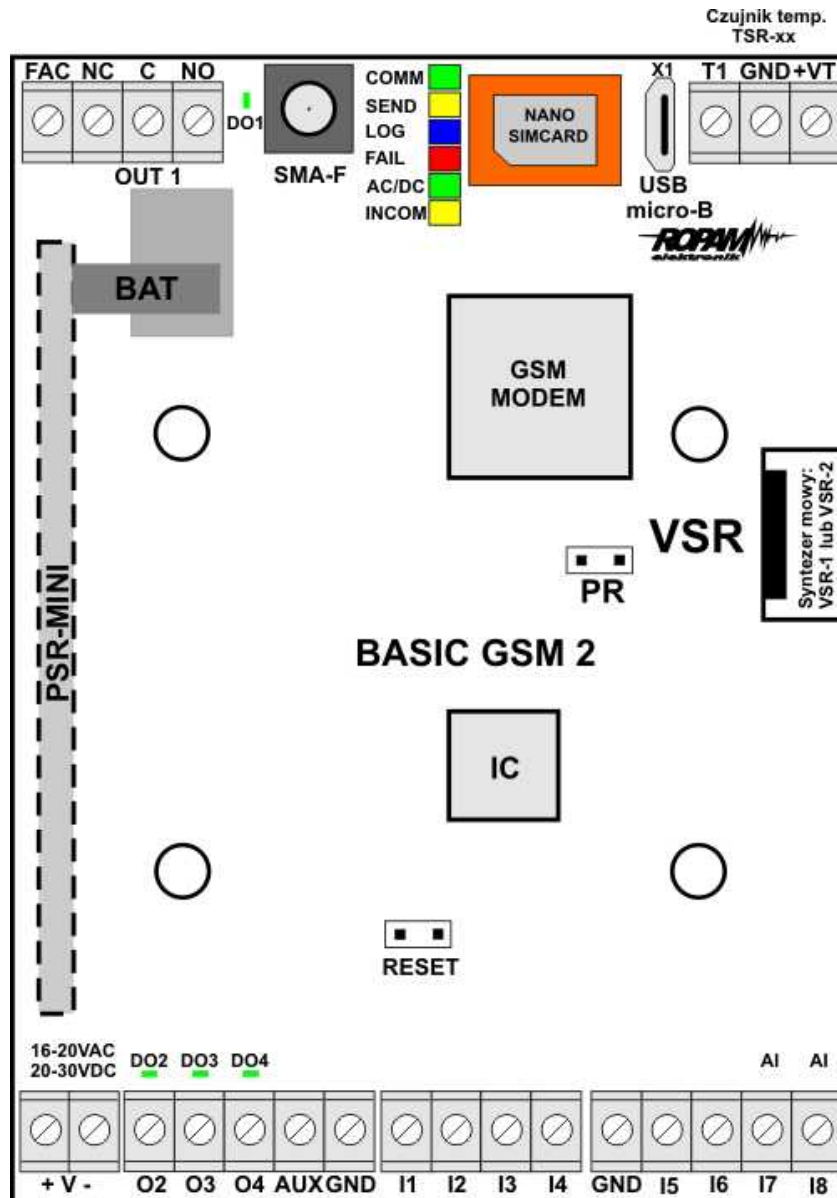 Czujnik temp.
TSR-xx
FAC NC C NO
DO1
OUT 1
SMA-F
COMM
SEND
LOG
FAIL
AC/DC
INCOM
NANO
SIMCARD
X1
USB
micro-B
T1 GND +VT
ROPAM
elektronik
BAT
PSR-MINI
GSM
MODEM
VSR
Syntezer mowy:
VSR-1 lub VSR-2
PR
BASIC GSM 2
IC
RESET
16-20VAC
20-30VDC
DO2 DO3 DO4
AI AI
+ V - O2 O3 O4 AUX GND I1 I2 I3 I4 GND I5 I6 I7 I8